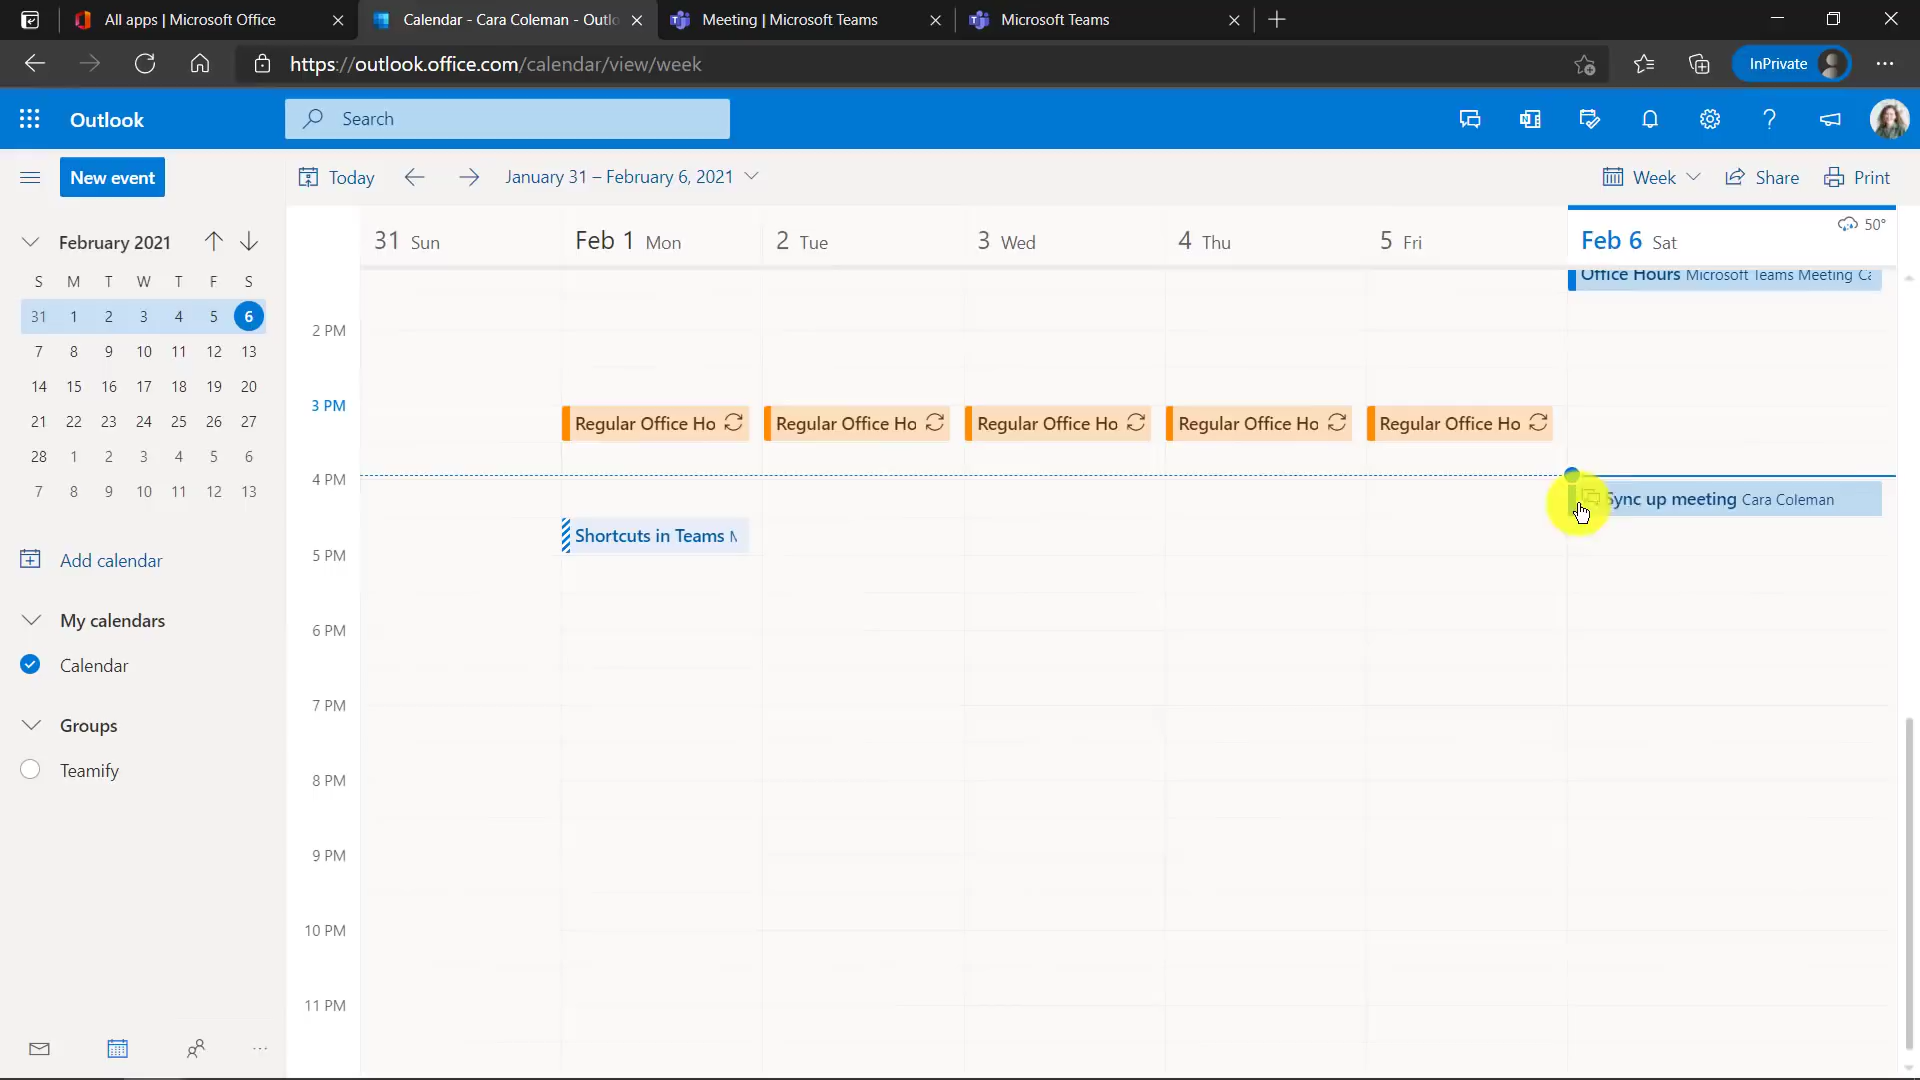 All apps | Microsoft Office
Calendar - Cara Coleman - Outlo
Meeting | Microsoft Teams
Microsoft Teams
https://outlook.office.com/calendar/view/week
InPrivate
Outlook
Search
New event
Today
January 31 – February 6, 2021
Week
Share
Print
February 2021
S M T W T F S
31 1 2 3 4 5 6
7 8 9 10 11 12 13
14 15 16 17 18 19 20
21 22 23 24 25 26 27
28 1 2 3 4 5 6
7 8 9 10 11 12 13
Add calendar
My calendars
Calendar
Groups
Teamify
31 Sun
Feb 1 Mon
2 Tue
3 Wed
4 Thu
5 Fri
Feb 6 Sat
50°
Office Hours Microsoft Teams Meeting Ca
2 PM
3 PM
Regular Office Ho
Regular Office Ho
Regular Office Ho
Regular Office Ho
Regular Office Ho
4 PM
Sync up meeting Cara Coleman
Shortcuts in Teams M
5 PM
6 PM
7 PM
8 PM
9 PM
10 PM
11 PM